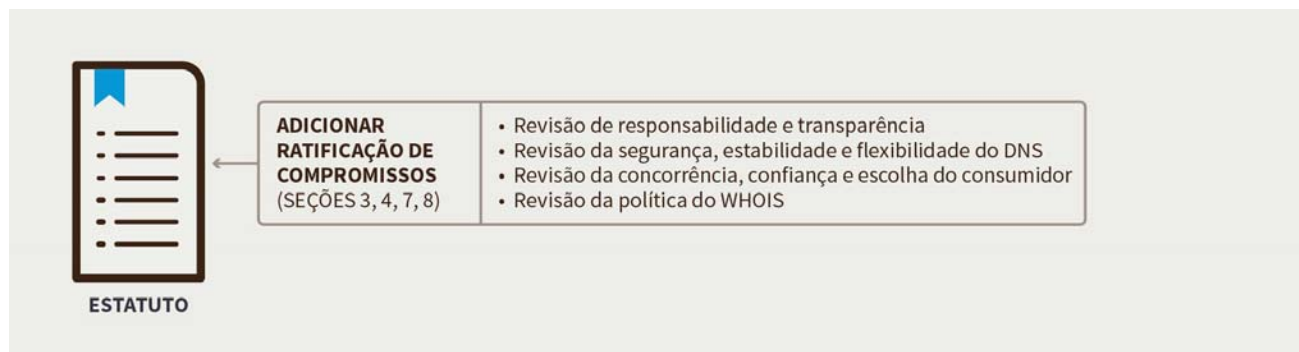 ADICIONAR
RATIFICAÇÃO DE
COMPROMISSOS
(SEÇÕES 3, 4, 7, 8)
• Revisão de responsabilidade e transparência
• Revisão da segurança, estabilidade e flexibilidade do DNS
• Revisão da concorrência, confiança e escolha do consumidor
• Revisão da política do WHOIS
ESTATUTO